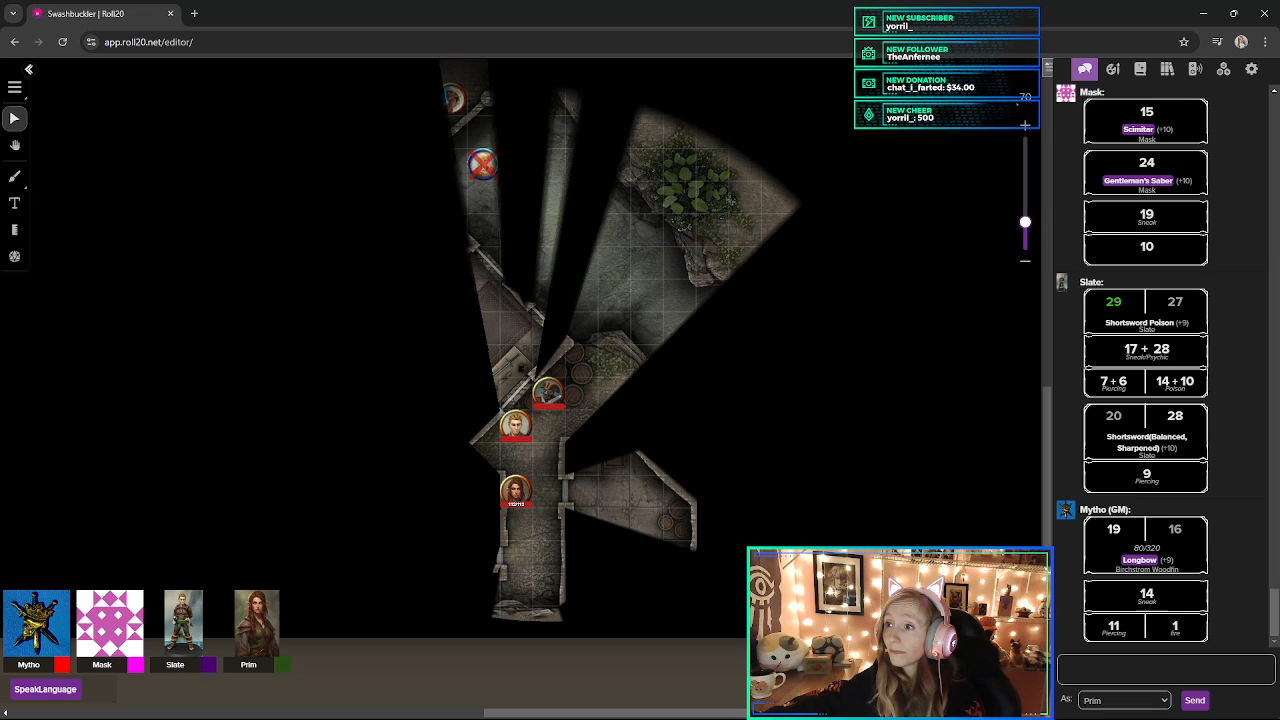 Swashbuckler | Roll20
app.roll20.net/editor/
NEW SUBSCRIBER
yorril_
NEW FOLLOWER
TheAnfernee
NEW DONATION
chat_i_farted: $34.00
NEW CHEER
yorril_: 500
70
115/115
Mytho
Mask
Slate
Prim
SpeakLanguage
Mask:
15
Scimitar (+10)
Mask
24
Gentleman's Saber (+10)
Mask
19
Sneak
10
Slate:
29 27
Shortsword Poison (+9)
Slate
17 + 28
Sneak/Psychic
7 + 6 14 + 10
Piercing Poison
20 28
Shortsword(Balanced,
Sharpened) (+10)
Slate
9
Piercing
Mytho (GM):
19 16
80/320
Longbow (+9)
Birchstrom Woodfin
14
Sneak
11 1
Piercing fire
As: Prim Send